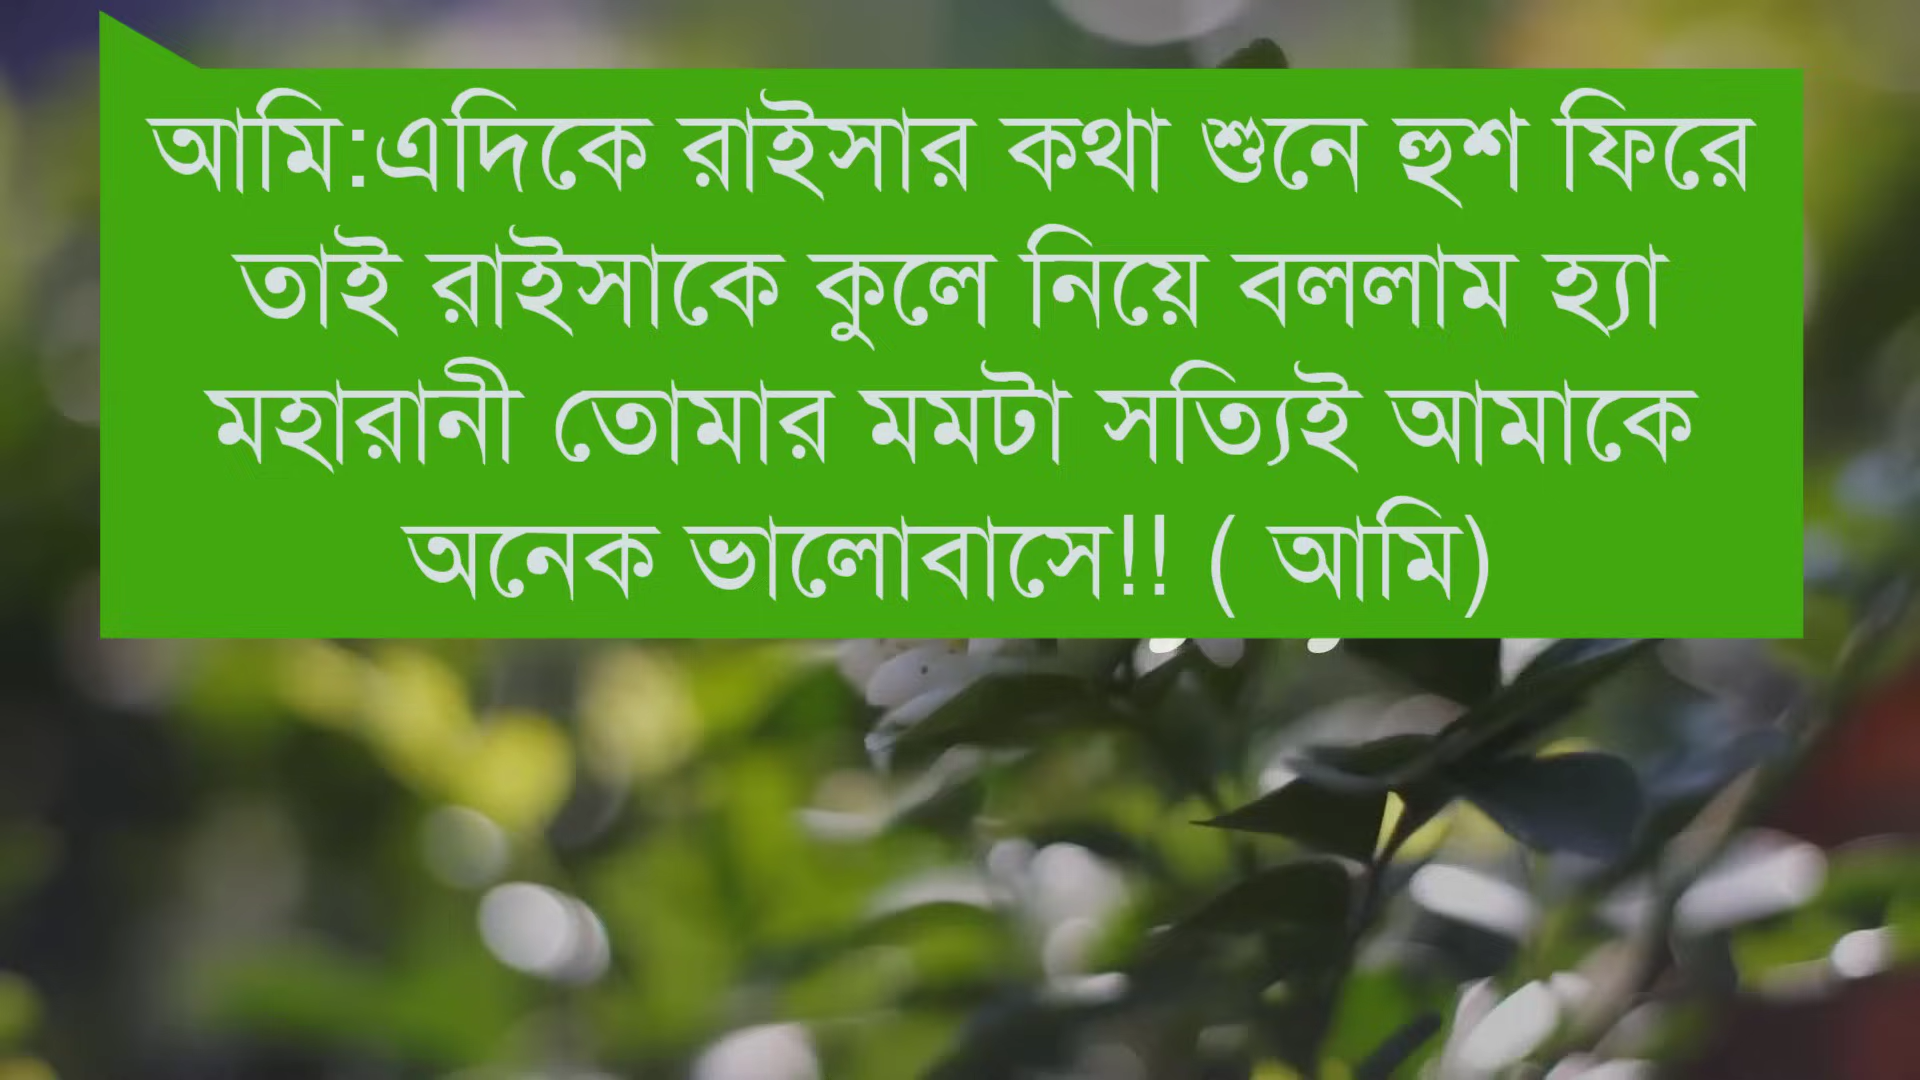 আমি:এদিকে রাইসার কথা শুনে হুশ ফিরে
তাই রাইসাকে কুলে নিয়ে বললাম হ্যা
মহারানী তোমার মমটা সত্যিই আমাকে
অনেক ভালোবাসে!! ( আমি)